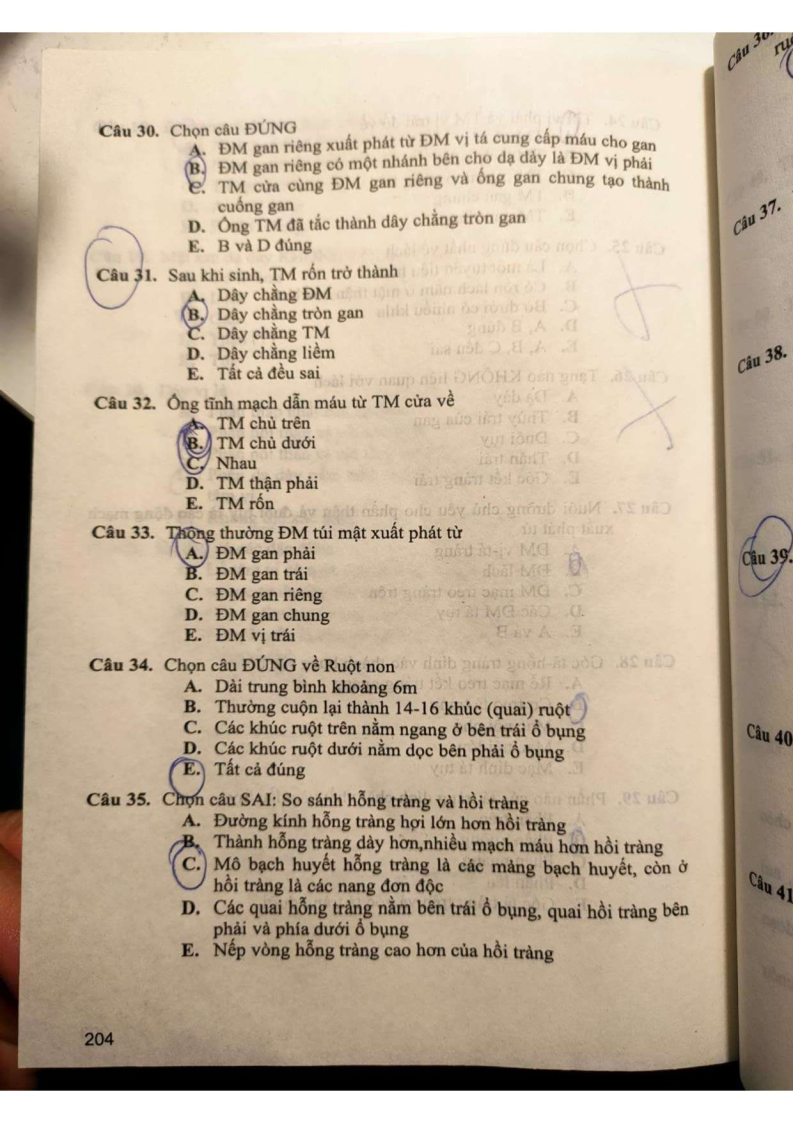 Câu 30. Chọn câu ĐÚNG
A. ĐM gan riêng xuất phát từ ĐM vị tá cung cấp máu cho gan
B. ĐM gan riêng có một nhánh bên cho dạ dày là ĐM vị phải
C. TM cửa cùng ĐM gan riêng và ống gan chung tạo thành
cuống gan
D. Ống TM đã tắc thành dây chằng tròn gan
E. B và D đúng
Câu 31. Sau khi sinh, TM rốn trở thành
A. Dây chằng ĐM
B. Dây chằng tròn gan
C. Dây chằng TM
D. Dây chằng liềm
E. Tất cả đều sai
Câu 32. Ống tĩnh mạch dẫn máu từ TM cửa về
A. TM chủ trên
B. TM chủ dưới
C. Nhau
D. TM thận phải
E. TM rốn
Câu 33. Thông thường ĐM túi mật xuất phát từ
A. ĐM gan phải
B. ĐM gan trái
C. ĐM gan riêng
D. ĐM gan chung
E. ĐM vị trái
Câu 34. Chọn câu ĐÚNG về Ruột non
A. Dài trung bình khoảng 6m
B. Thường cuộn lại thành 14-16 khúc (quai) ruột
C. Các khúc ruột trên nằm ngang ở bên trái ổ bụng
D. Các khúc ruột dưới nằm dọc bên phải ổ bụng
E. Tất cả đúng
Câu 35. Chọn câu SAI: So sánh hỗng tràng và hồi tràng
A. Đường kính hỗng tràng hơi lớn hơn hồi tràng
B. Thành hỗng tràng dày hơn,nhiều mạch máu hơn hồi tràng
C. Mô bạch huyết hỗng tràng là các mảng bạch huyết, còn ở
hồi tràng là các nang đơn độc
D. Các quai hỗng tràng nằm bên trái ổ bụng, quai hồi tràng bên
phải và phía dưới ổ bụng
E. Nếp vòng hỗng tràng cao hơn của hồi tràng
204
Câu 37.
Câu 38.
Câu 39.
Câu 40
Câu 41